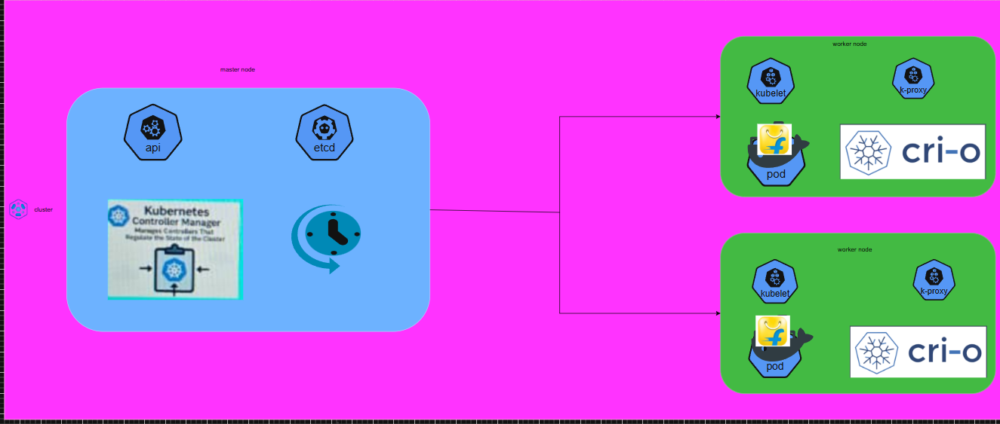 master node
api
etcd
Kubernetes
Controller Manager
Manages Controllers That
Regulate the State of the Cluster
cluster
worker node
kubelet
k-proxy
f
pod
cri-o
worker node
kubelet
k-proxy
f
pod
cri-o